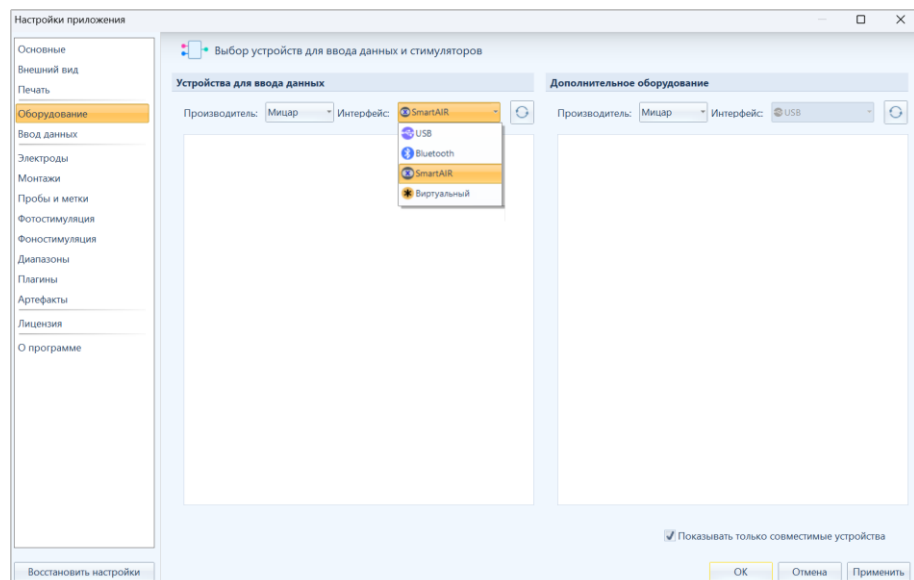 Настройки приложения
Основные
Внешний вид
Печать
Оборудование
Ввод данных
Электроды
Монтажи
Пробы и метки
Фотостимуляция
Фоностимуляция
Диапазоны
Плагины
Артефакты
Лицензия
О программе
Восстановить настройки
Выбор устройств для ввода данных и стимуляторов
Устройства для ввода данных
Производитель: Мицар Интерфейс: SmartAIR
USB
Bluetooth
SmartAIR
Виртуальный
Дополнительное оборудование
Производитель: Мицар Интерфейс: USB
Показывать только совместимые устройства
ОК Отмена Применить